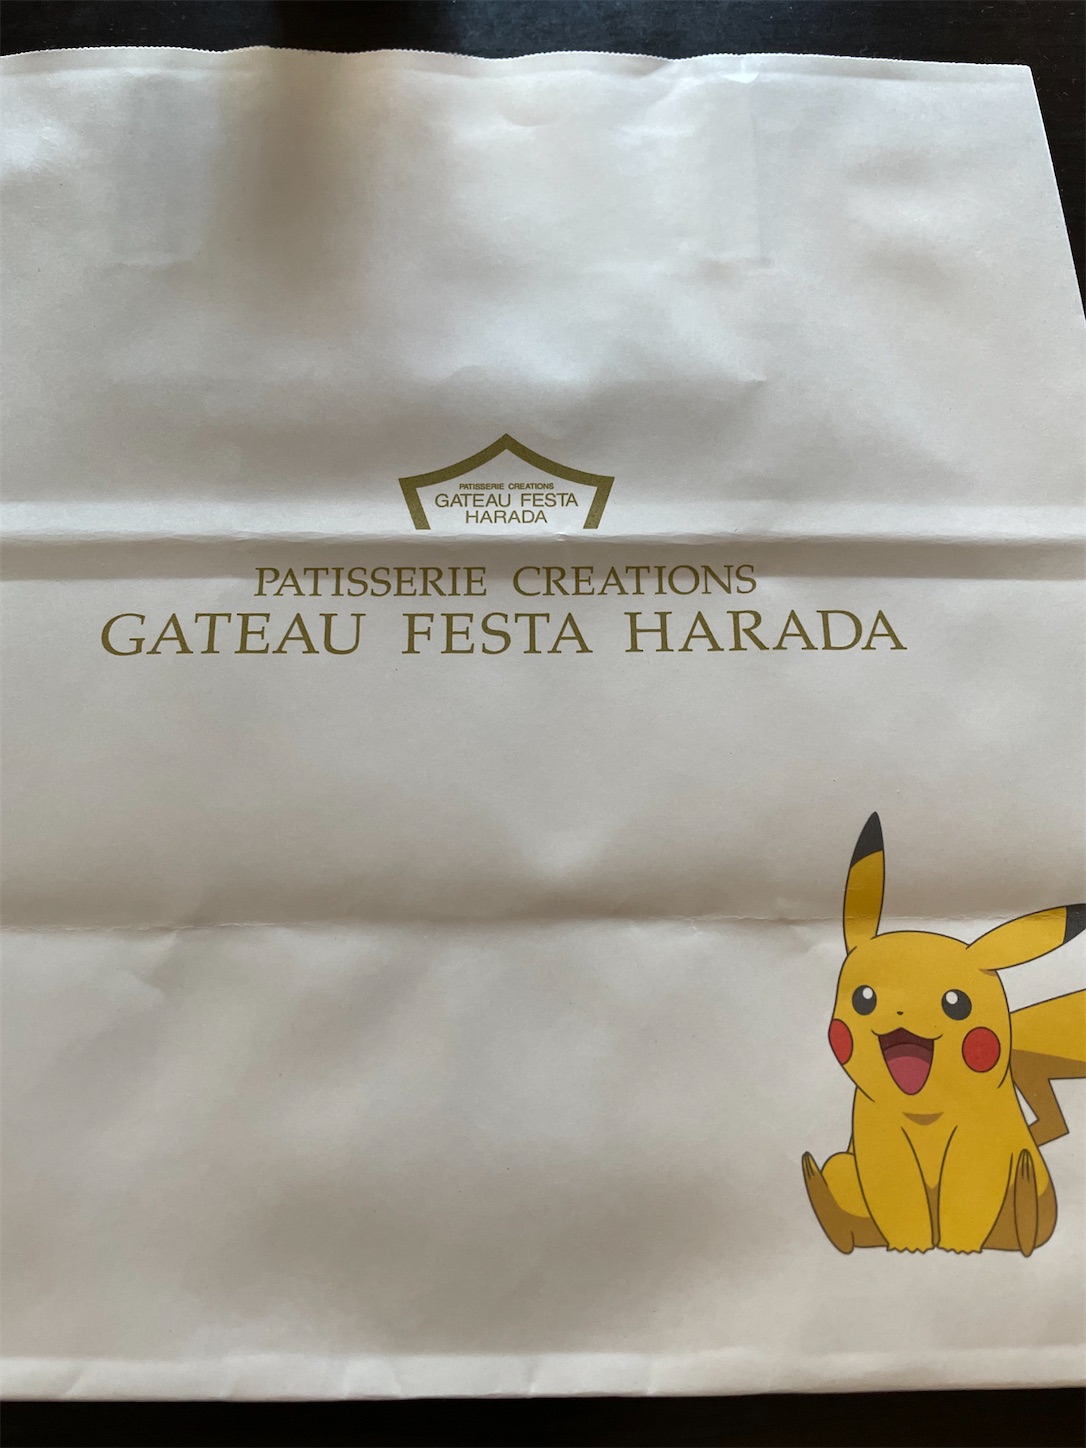 PATISSERIE CREATIONS
GATEAU FESTA
HARADA
PATISSERIE CREATIONS
GATEAU FESTA HARADA